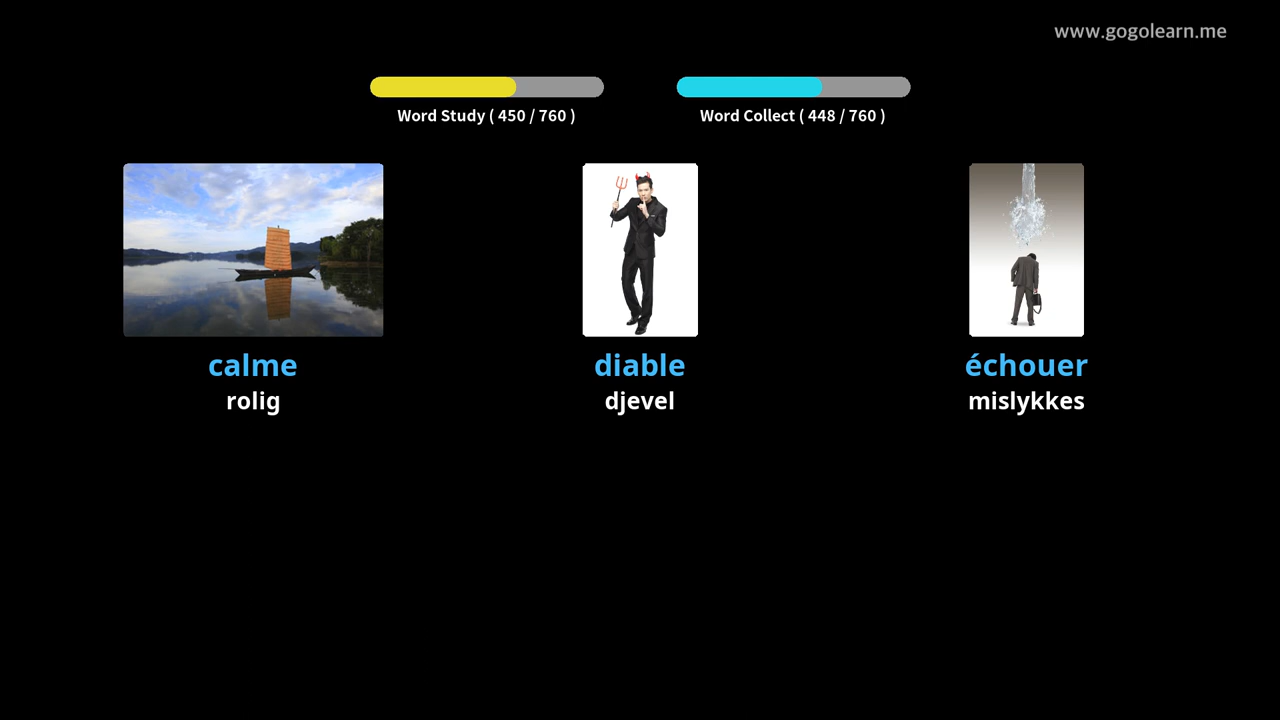 www.gogolearn.me
Word Study ( 450 / 760 )
Word Collect ( 448 / 760 )
calme
rolig
diable
djevel
échouer
mislykkes